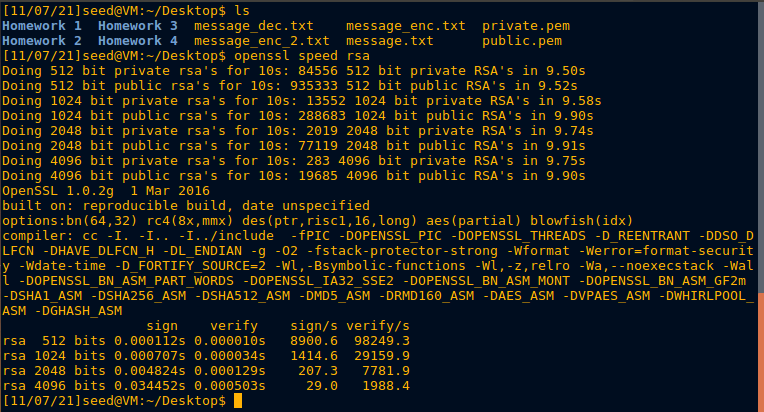 [11/07/21]seed@VM:~/Desktop$ ls
Homework 1  Homework 3  message_dec.txt    message_enc.txt  private.pem
Homework 2  Homework 4  message_enc_2.txt  message.txt      public.pem
[11/07/21]seed@VM:~/Desktop$ openssl speed rsa
Doing 512 bit private rsa's for 10s: 84556 512 bit private RSA's in 9.50s
Doing 512 bit public rsa's for 10s: 935333 512 bit public RSA's in 9.52s
Doing 1024 bit private rsa's for 10s: 13552 1024 bit private RSA's in 9.58s
Doing 1024 bit public rsa's for 10s: 288683 1024 bit public RSA's in 9.90s
Doing 2048 bit private rsa's for 10s: 2019 2048 bit private RSA's in 9.74s
Doing 2048 bit public rsa's for 10s: 77119 2048 bit public RSA's in 9.91s
Doing 4096 bit private rsa's for 10s: 283 4096 bit private RSA's in 9.75s
Doing 4096 bit public rsa's for 10s: 19685 4096 bit public RSA's in 9.90s
OpenSSL 1.0.2g  1 Mar 2016
built on: reproducible build, date unspecified
options:bn(64,32) rc4(8x,mmx) des(ptr,risc1,16,long) aes(partial) blowfish(idx)
compiler: cc -I. -I.. -I../include  -fPIC -DOPENSSL_PIC -DOPENSSL_THREADS -D_REENTRANT -DDSO_D
LFCN -DHAVE_DLFCN_H -DL_ENDIAN -g -O2 -fstack-protector-strong -Wformat -Werror=format-securit
y -Wdate-time -D_FORTIFY_SOURCE=2 -Wl,-Bsymbolic-functions -Wl,-z,relro -Wa,--noexecstack -Wal
l -DOPENSSL_BN_ASM_PART_WORDS -DOPENSSL_IA32_SSE2 -DOPENSSL_BN_ASM_MONT -DOPENSSL_BN_ASM_GF2m
-DSHA1_ASM -DSHA256_ASM -DSHA512_ASM -DMD5_ASM -DRMD160_ASM -DAES_ASM -DVPAES_ASM -DWHIRLPOOL_
ASM -DGHASH_ASM
                  sign    verify    sign/s verify/s
rsa  512 bits 0.000112s 0.000010s   8900.6  98249.3
rsa 1024 bits 0.000707s 0.000034s   1414.6  29159.9
rsa 2048 bits 0.004824s 0.000129s    207.3   7781.9
rsa 4096 bits 0.034452s 0.000503s     29.0   1988.4
[11/07/21]seed@VM:~/Desktop$